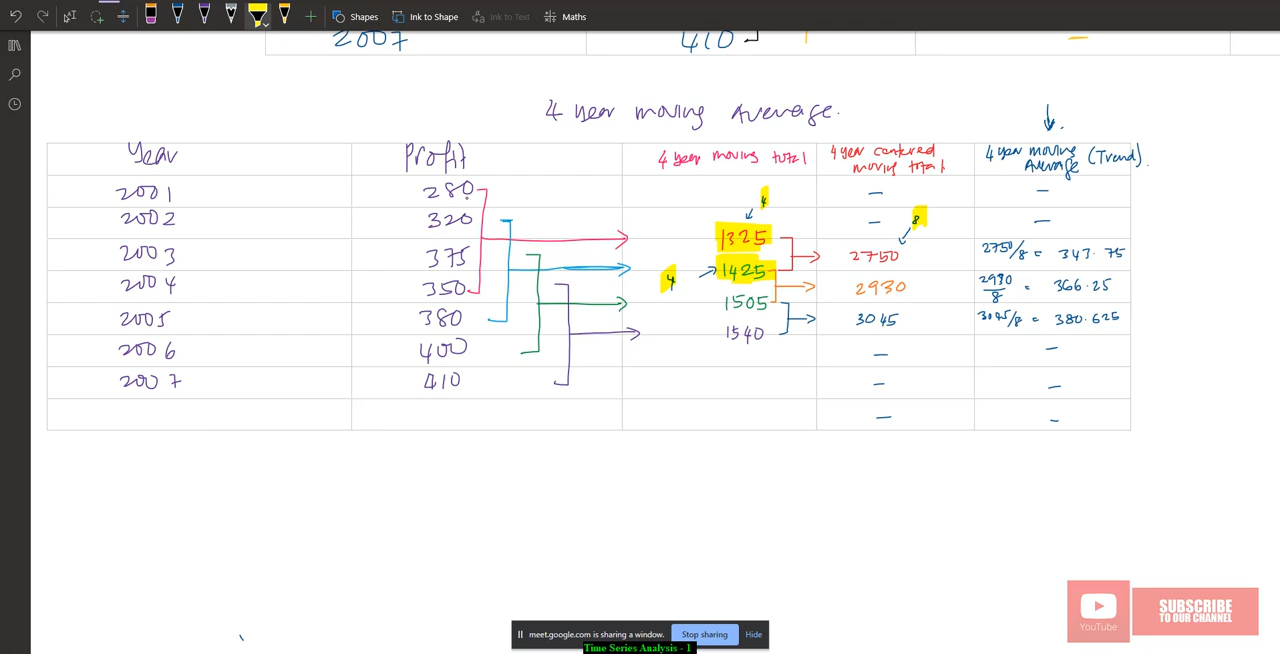 Shapes Ink to Shape Ink to Text Maths
2007 410 -
4 year moving Average.
Year Profit 4 year moving total 4 year centured moving total 4 year moving Average (Trend).
2001 280 4 - -
2002 320 1325 - 8 -
2003 375 2750 2750/8 = 343.75
2004 350 4 1425 2930 2930/8 = 366.25
2005 380 1505 3045 3045/8 = 380.625
2006 400 1540 - -
2007 410 - -
- -
SUBSCRIBE
TO OUR CHANNEL
YouTube
meet.google.com is sharing a window. Stop sharing Hide
Time Series Analysis - 1